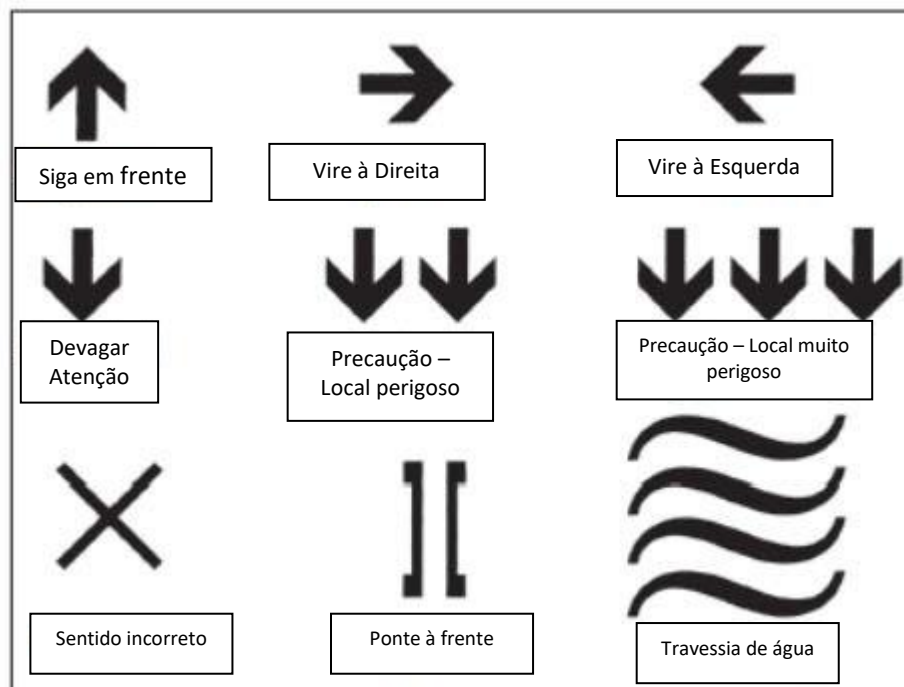 Siga em frente
Vire à Direita
Vire à Esquerda
Devagar
Atenção
Precaução –
Local perigoso
Precaução – Local muito
perigoso
Sentido incorreto
Ponte à frente
Travessia de água